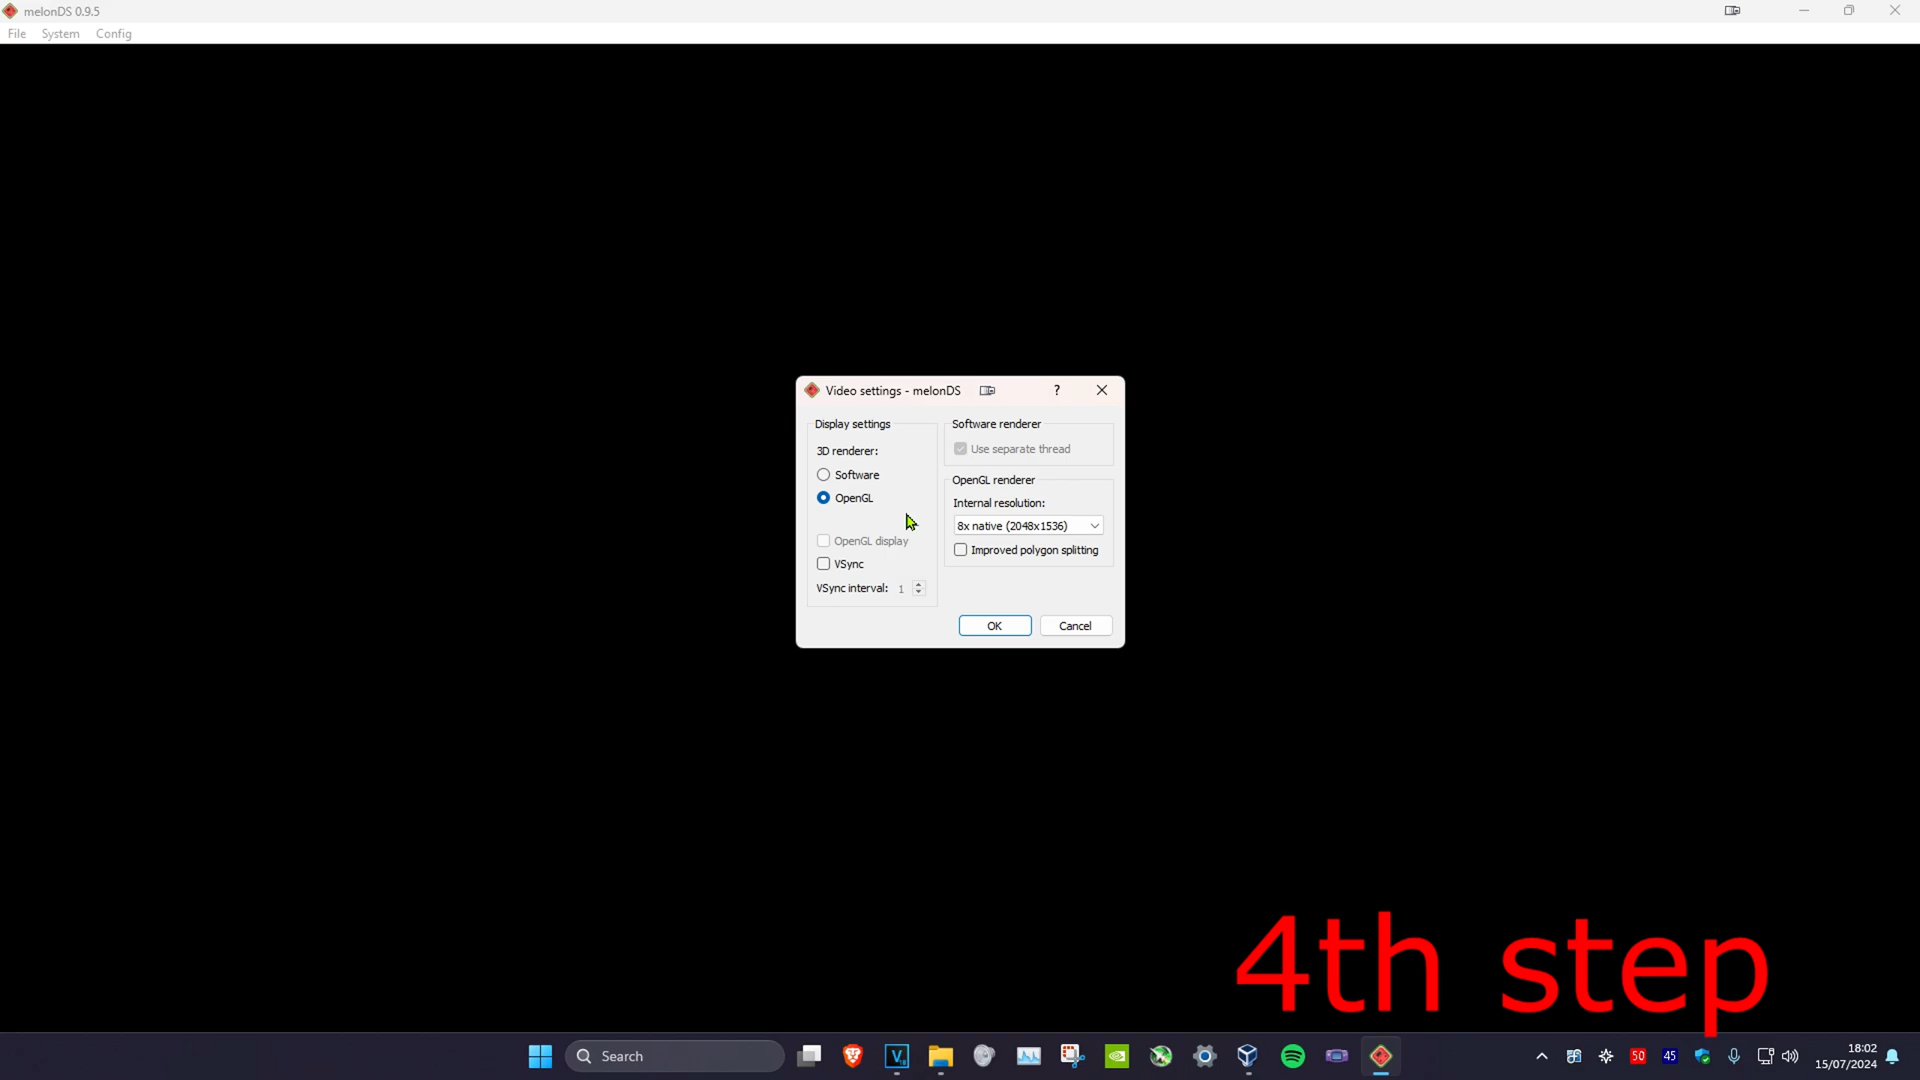 melonDS 0.9.5
File System Config
Video settings - melonDS ?
Display settings
3D renderer:
Software
OpenGL
OpenGL display
VSync
VSync interval: 1
Software renderer
Use separate thread
OpenGL renderer
Internal resolution:
8x native (2048x1536)
Improved polygon splitting
OK Cancel
4th step
Search
V 18
50 45
18:02
15/07/2024